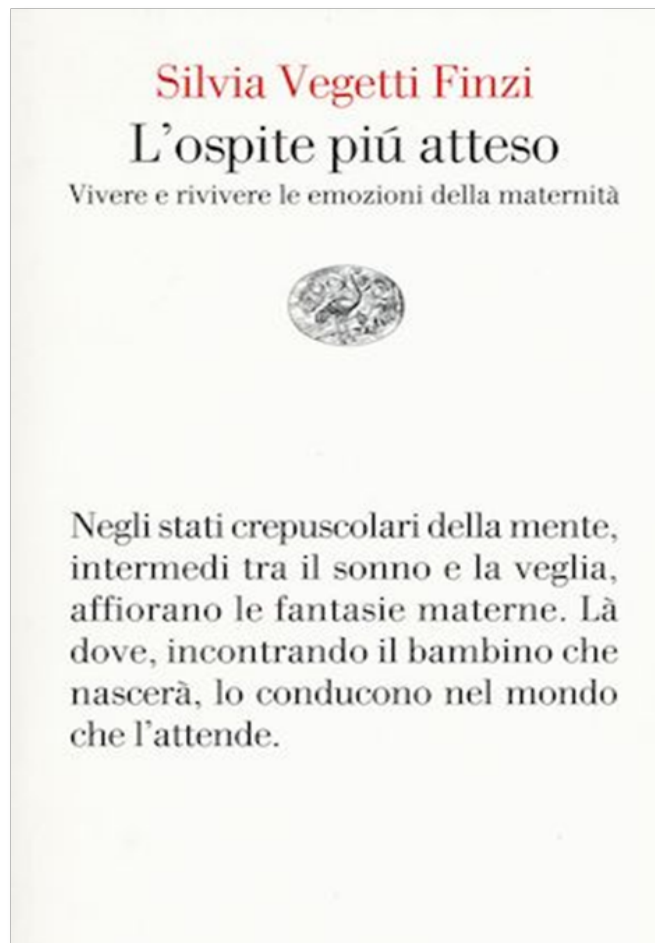 Silvia Vegetti Finzi
L'ospite piú atteso
Vivere e rivivere le emozioni della maternità
Negli stati crepuscolari della mente,
intermedi tra il sonno e la veglia,
affiorano le fantasie materne. Là
dove, incontrando il bambino che
nascerà, lo conducono nel mondo
che l'attende.